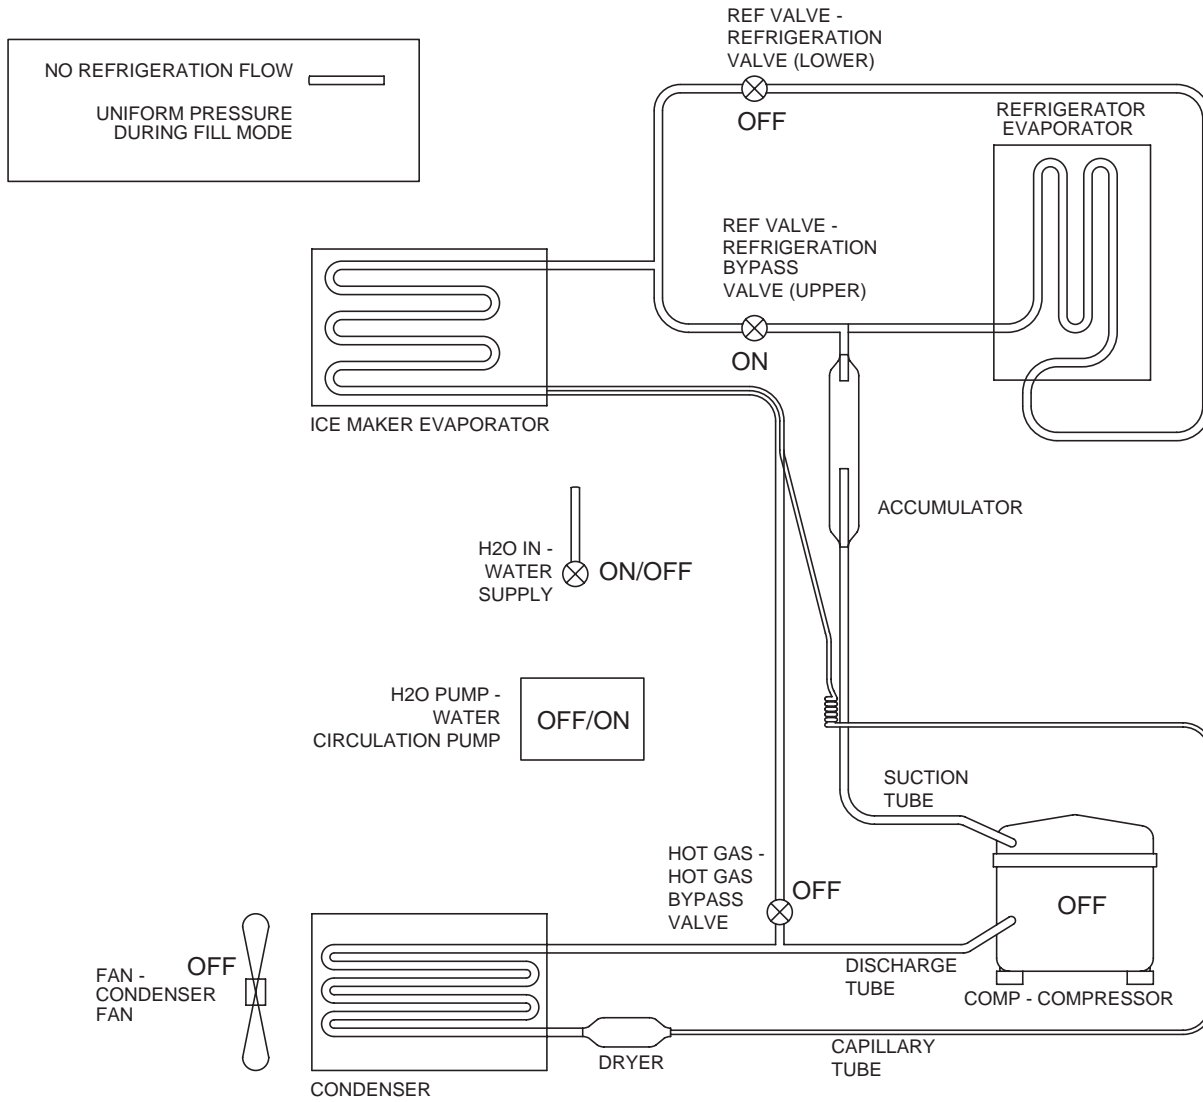 REF VALVE -
REFRIGERATION
VALVE (LOWER)
NO REFRIGERATION FLOW
UNIFORM PRESSURE
DURING FILL MODE
OFF
REFRIGERATOR
EVAPORATOR
REF VALVE -
REFRIGERATION
BYPASS
VALVE (UPPER)
ON
ICE MAKER EVAPORATOR
ACCUMULATOR
H2O IN -
WATER
SUPPLY
ON/OFF
H2O PUMP -
WATER
CIRCULATION PUMP
OFF/ON
SUCTION
TUBE
HOT GAS -
HOT GAS
BYPASS
VALVE
OFF
OFF
FAN -
CONDENSER
FAN
OFF
DISCHARGE
TUBE
COMP - COMPRESSOR
DRYER
CAPILLARY
TUBE
CONDENSER